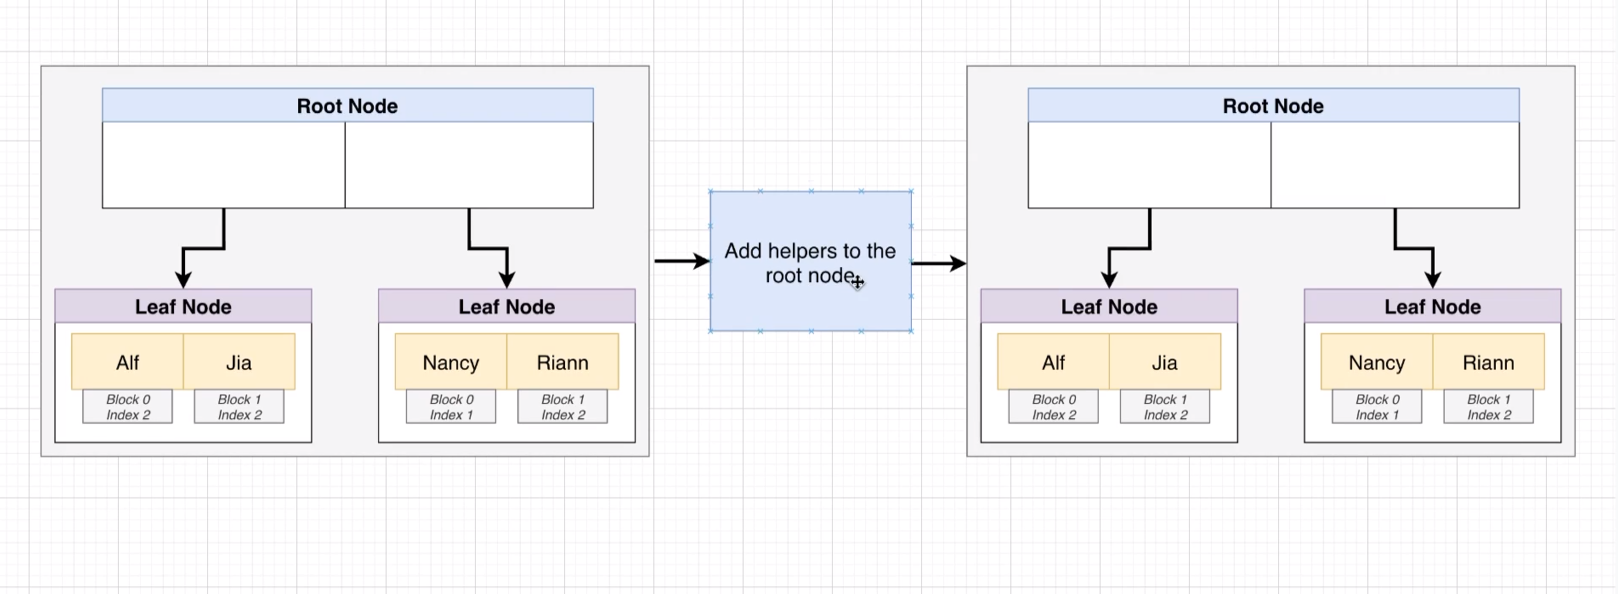 Root Node
Leaf Node
Alf
Jia
Block 0
Index 2
Block 1
Index 2
Leaf Node
Nancy
Riann
Block 0
Index 1
Block 1
Index 2
Add helpers to the
root node.
Root Node
Leaf Node
Alf
Jia
Block 0
Index 2
Block 1
Index 2
Leaf Node
Nancy
Riann
Block 0
Index 1
Block 1
Index 2